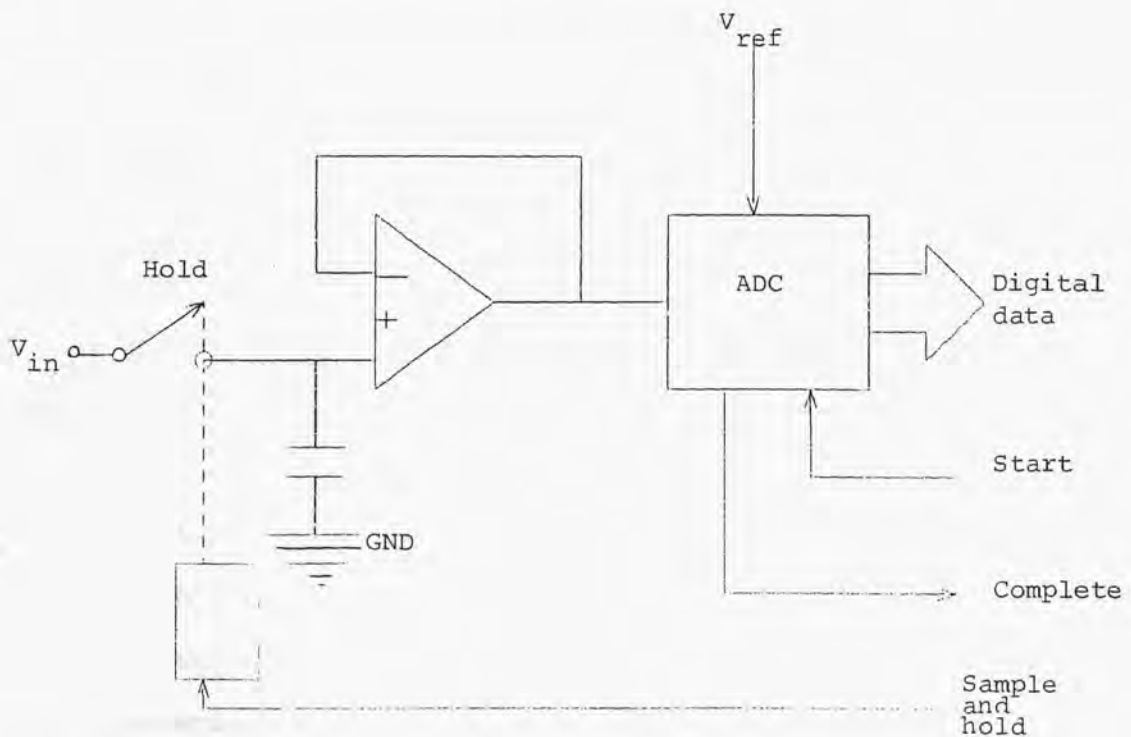 V
ref
Hold
V
in
−
+
ADC
Digital
data
GND
Start
Complete
Sample
and
hold